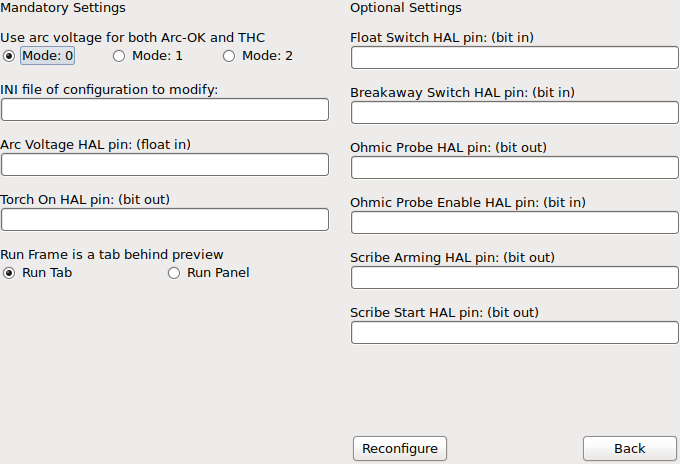 Mandatory Settings
Use arc voltage for both Arc-OK and THC
Mode: 0 Mode: 1 Mode: 2
INI file of configuration to modify:
Arc Voltage HAL pin: (float in)
Torch On HAL pin: (bit out)
Run Frame is a tab behind preview
Run Tab Run Panel
Optional Settings
Float Switch HAL pin: (bit in)
Breakaway Switch HAL pin: (bit in)
Ohmic Probe HAL pin: (bit out)
Ohmic Probe Enable HAL pin: (bit in)
Scribe Arming HAL pin: (bit out)
Scribe Start HAL pin: (bit out)
Reconfigure Back